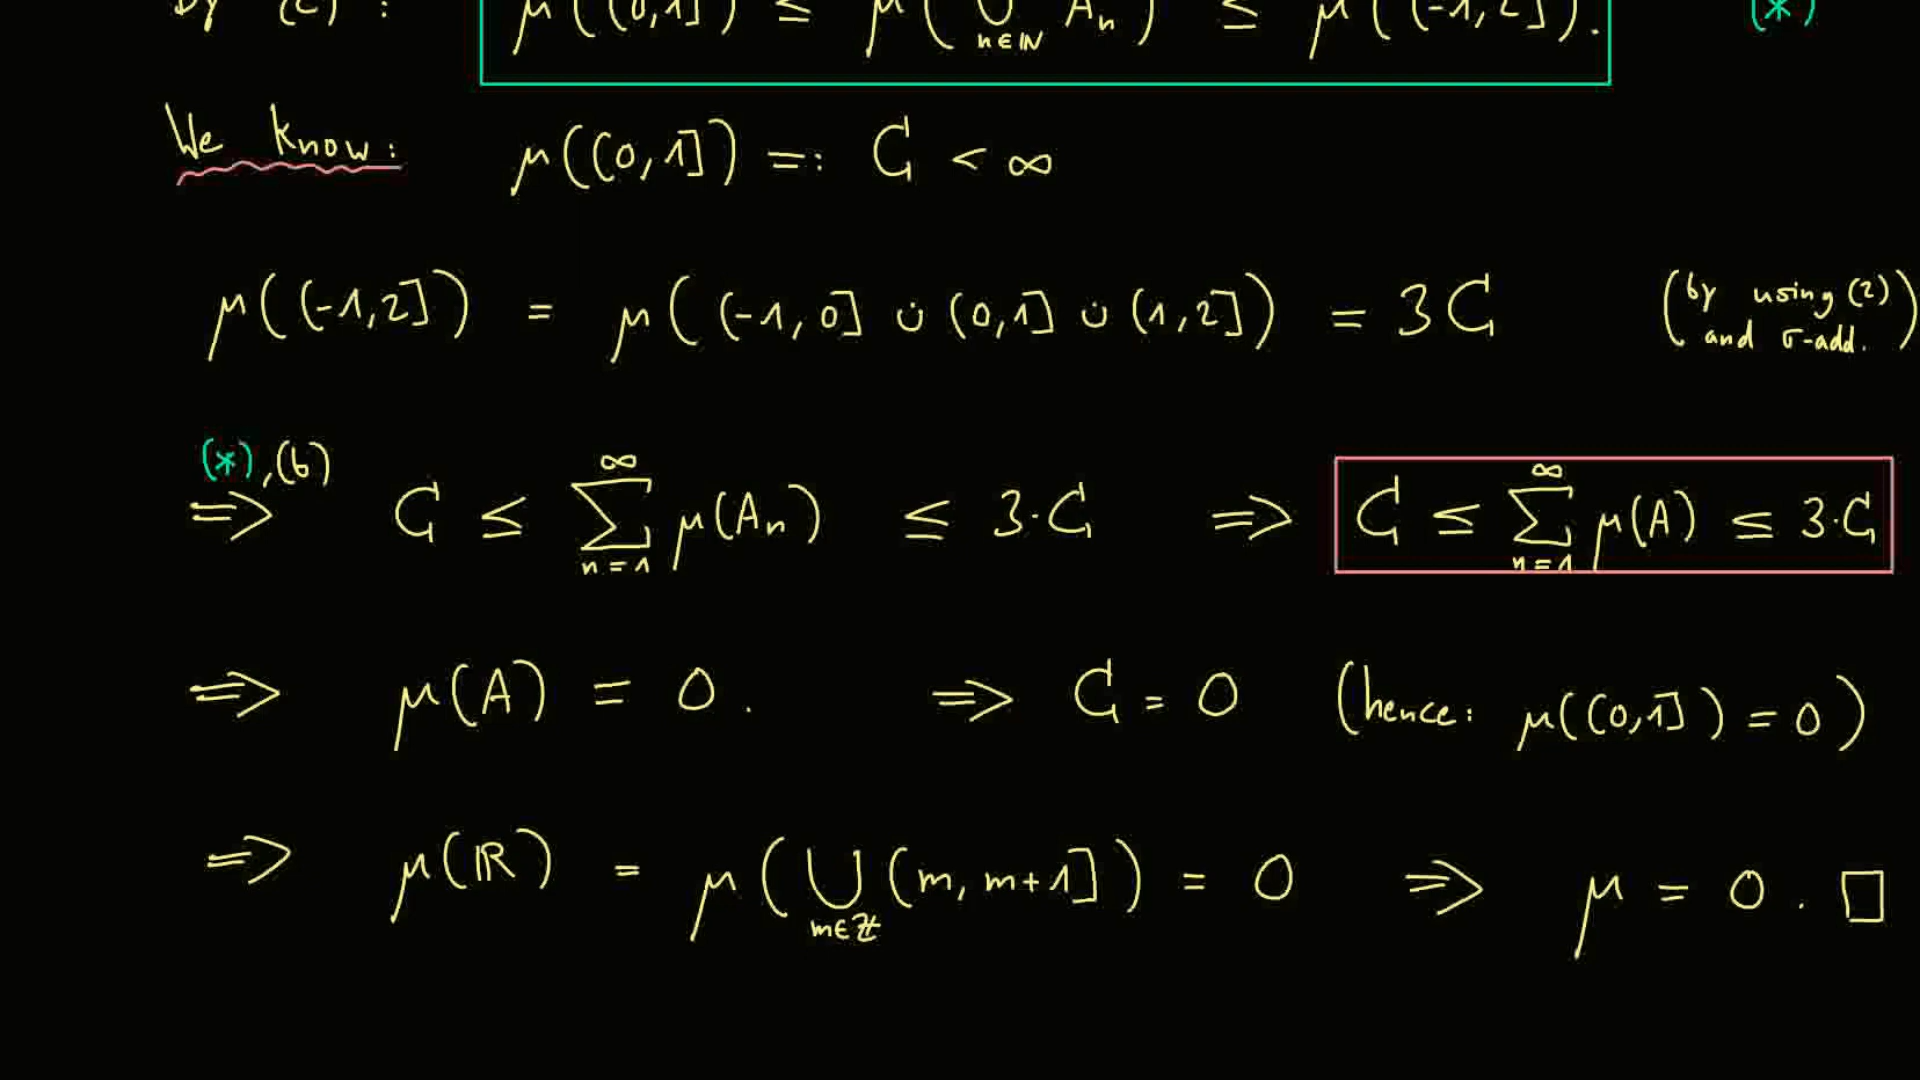 By (c): μ((0,1]) ≤ μ(⋃_{n∈ℕ} A_n) ≤ μ((-1,2]). (*)
We know: μ((0,1]) =: C < ∞
μ((-1,2]) = μ((-1,0] ⊍ (0,1] ⊍ (1,2]) = 3C (by using (2) and σ-add.)
(*),(b)
⇒ C ≤ ∑_{n=1}^{∞} μ(A_n) ≤ 3·C ⇒ C ≤ ∑_{n=1}^{∞} μ(A) ≤ 3·C
⇒ μ(A) = 0. ⇒ C = 0 (hence: μ((0,1]) = 0)
⇒ μ(ℝ) = μ(⋃_{m∈ℤ} (m, m+1]) = 0 ⇒ μ = 0. □